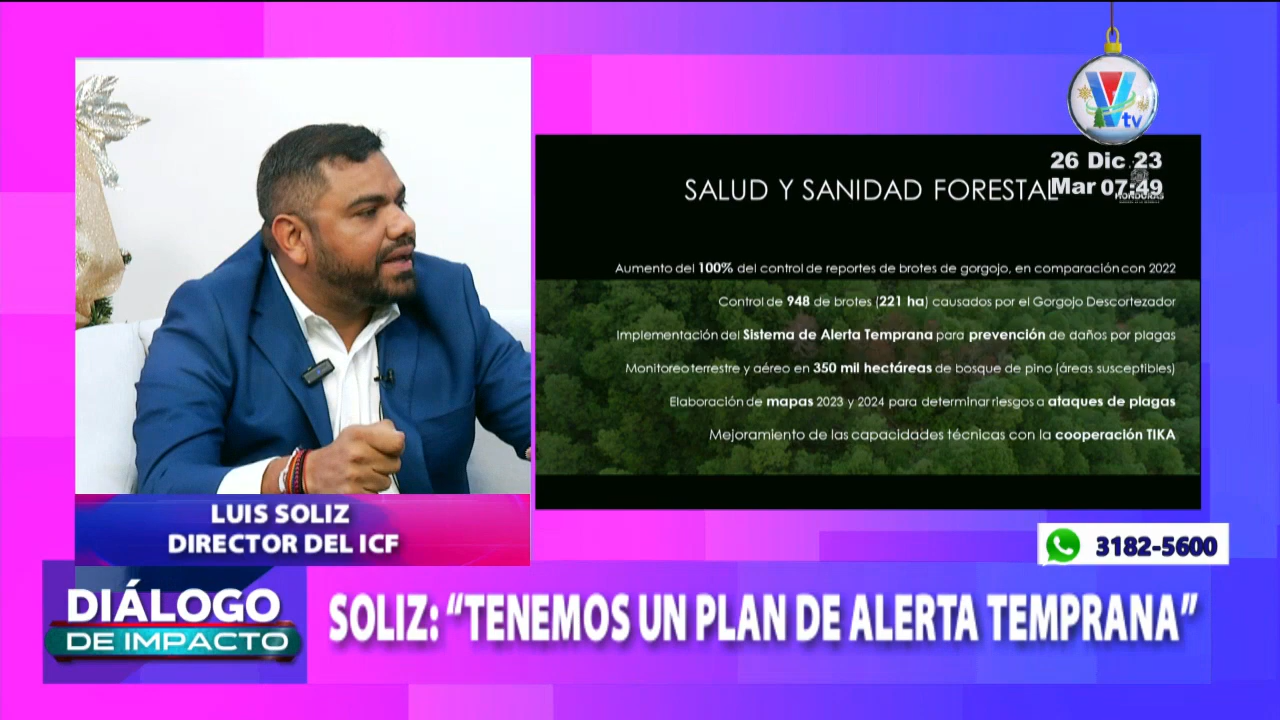 V
tv
26 Dic 23
Mar 07:49
SALUD Y SANIDAD FORESTAL
HONDURAS
Aumento del 100% del control de reportes de brotes de gorgojo, en comparación con 2022
Control de 948 de brotes (221 ha) causados por el Gorgojo Descortezador
Implementación del Sistema de Alerta Temprana para prevención de daños por plagas
Monitoreo terrestre y aéreo en 350 mil hectáreas de bosque de pino (áreas susceptibles)
Elaboración de mapas 2023 y 2024 para determinar riesgos a ataques de plagas
Mejoramiento de las capacidades técnicas con la cooperación TIKA
LUIS SOLIZ
DIRECTOR DEL ICF
3182-5600
DIÁLOGO
DE IMPACTO
SOLIZ: “TENEMOS UN PLAN DE ALERTA TEMPRANA”